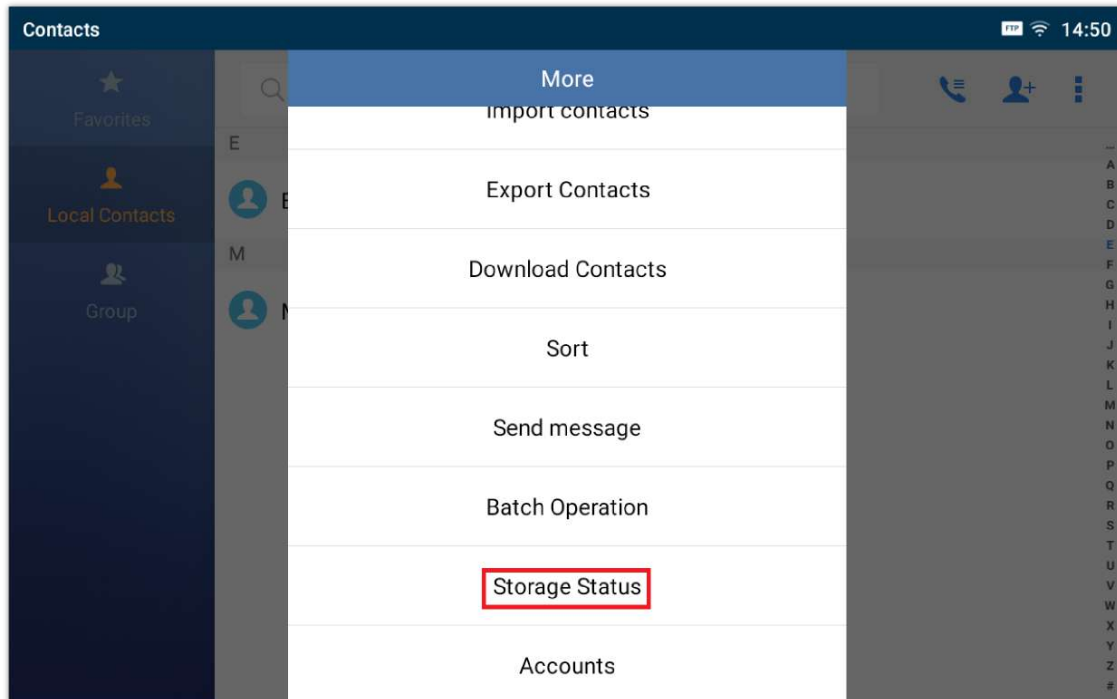 Contacts
FTP
14:50
More
Favorites
Import contacts
E
Export Contacts
Local Contacts
E
M
Download Contacts
Group
M
Sort
Send message
Batch Operation
Storage Status
Accounts
...
A
B
C
D
E
F
G
H
I
J
K
L
M
N
O
P
Q
R
S
T
U
V
W
X
Y
Z
#